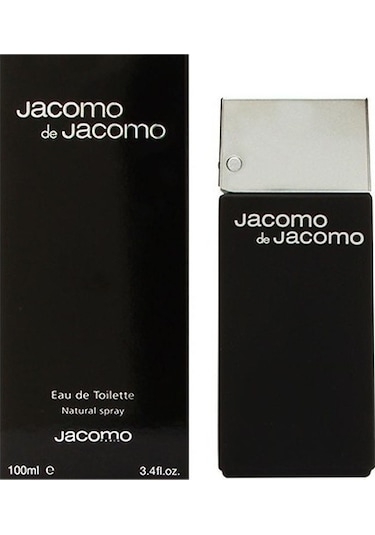 Jacomo
de Jacomo
Eau de Toilette
Natural spray
Jacomo
100ml e 3.4fl.oz.
Jacomo
de Jacomo